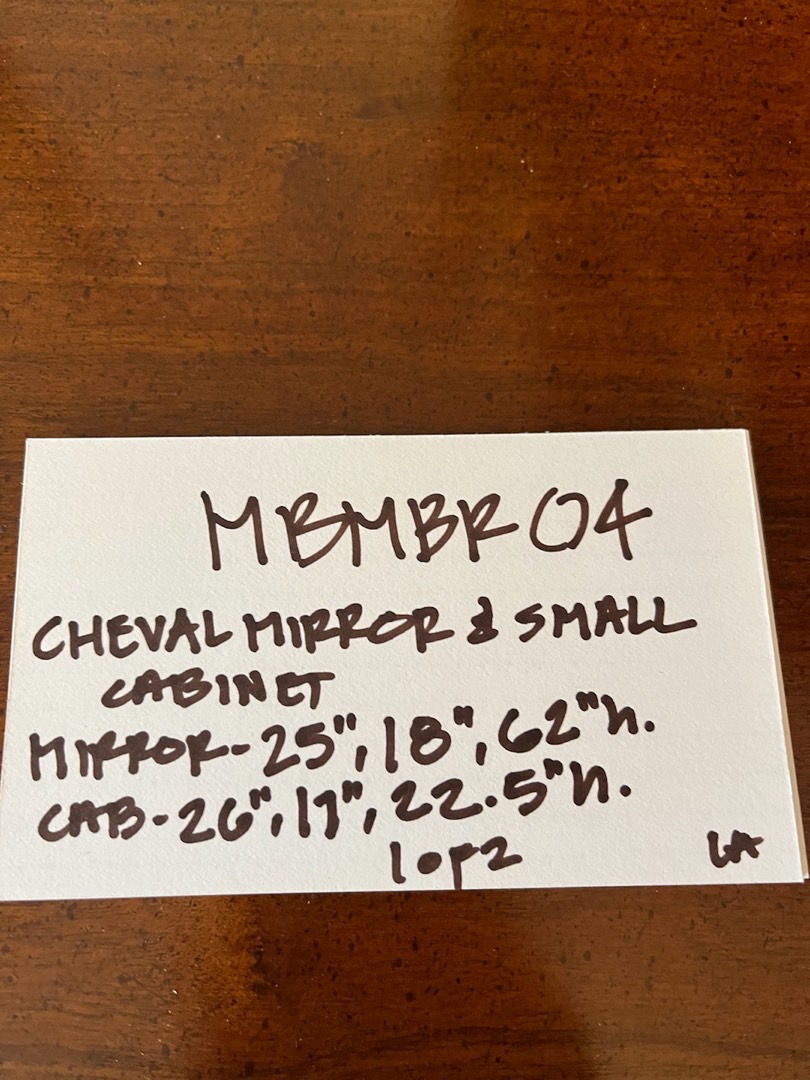 MBMBR04
CHEVAL MIRROR & SMALL
CABINET
MIRROR-25", 18", 62"h.
CAB-26", 17", 22.5"h.
1 OF 2
LA